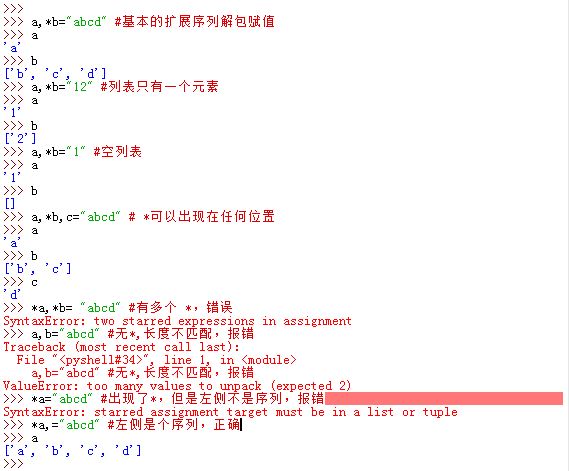 >>>
>>> a,*b="abcd" #基本的扩展序列解包赋值
>>> a
'a'
>>> b
['b', 'c', 'd']
>>> a,*b="12" #列表只有一个元素
>>> a
'1'
>>> b
['2']
>>> a,*b="1" #空列表
>>> a
'1'
>>> b
[]
>>> a,*b,c="abcd" # *可以出现在任何位置
>>> a
'a'
>>> b
['b', 'c']
>>> c
'd'
>>> *a,*b= "abcd" #有多个 *，错误
SyntaxError: two starred expressions in assignment
>>> a,b="abcd" #无*,长度不匹配，报错
Traceback (most recent call last):
  File "<pyshell#34>", line 1, in <module>
    a,b="abcd" #无*,长度不匹配，报错
ValueError: too many values to unpack (expected 2)
>>> *a="abcd" #出现了*，但是左侧不是序列，报错
SyntaxError: starred assignment target must be in a list or tuple
>>> *a,="abcd" #左侧是个序列，正确
>>> a
['a', 'b', 'c', 'd']
>>>